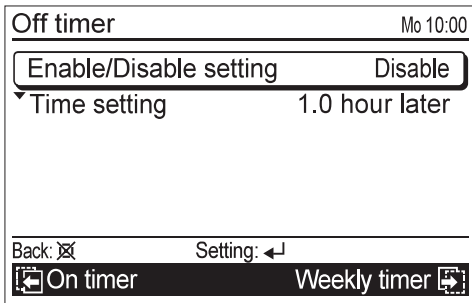 Off timer Mo 10:00
Enable/Disable setting Disable
Time setting 1.0 hour later
Back: Setting:
On timer Weekly timer